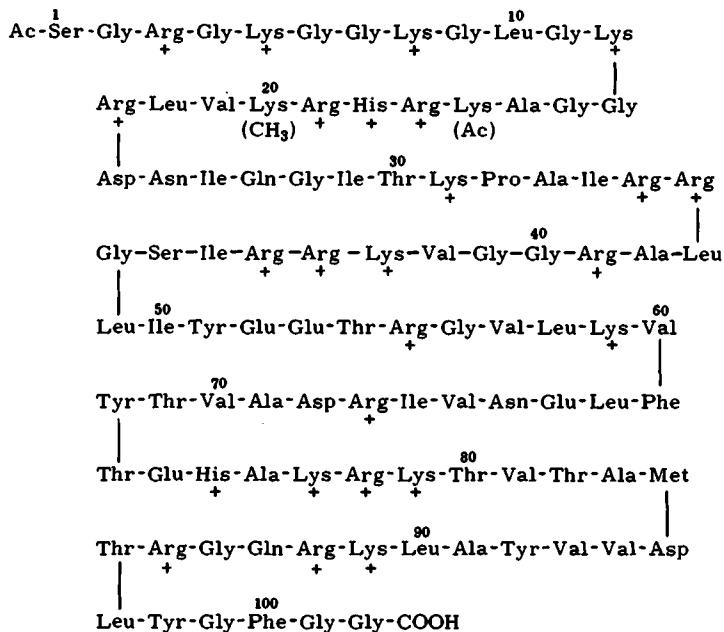 1 10
Ac-Ser-Gly-Arg-Gly-Lys-Gly-Gly-Lys-Gly-Leu-Gly-Lys
+ + + +
20
Arg-Leu-Val-Lys-Arg-His-Arg-Lys-Ala-Gly-Gly
+ (CH₃) + + + (Ac)
30
Asp-Asn-Ile-Gln-Gly-Ile-Thr-Lys-Pro-Ala-Ile-Arg-Arg
+ + +
40
Gly-Ser-Ile-Arg-Arg-Lys-Val-Gly-Gly-Arg-Ala-Leu
+ + + +
50 60
Leu-Ile-Tyr-Glu-Glu-Thr-Arg-Gly-Val-Leu-Lys-Val
+ +
70
Tyr-Thr-Val-Ala-Asp-Arg-Ile-Val-Asn-Glu-Leu-Phe
+
80
Thr-Glu-His-Ala-Lys-Arg-Lys-Thr-Val-Thr-Ala-Met
+ + + +
90
Thr-Arg-Gly-Gln-Arg-Lys-Leu-Ala-Tyr-Val-Val-Asp
+ + +
100
Leu-Tyr-Gly-Phe-Gly-Gly-COOH